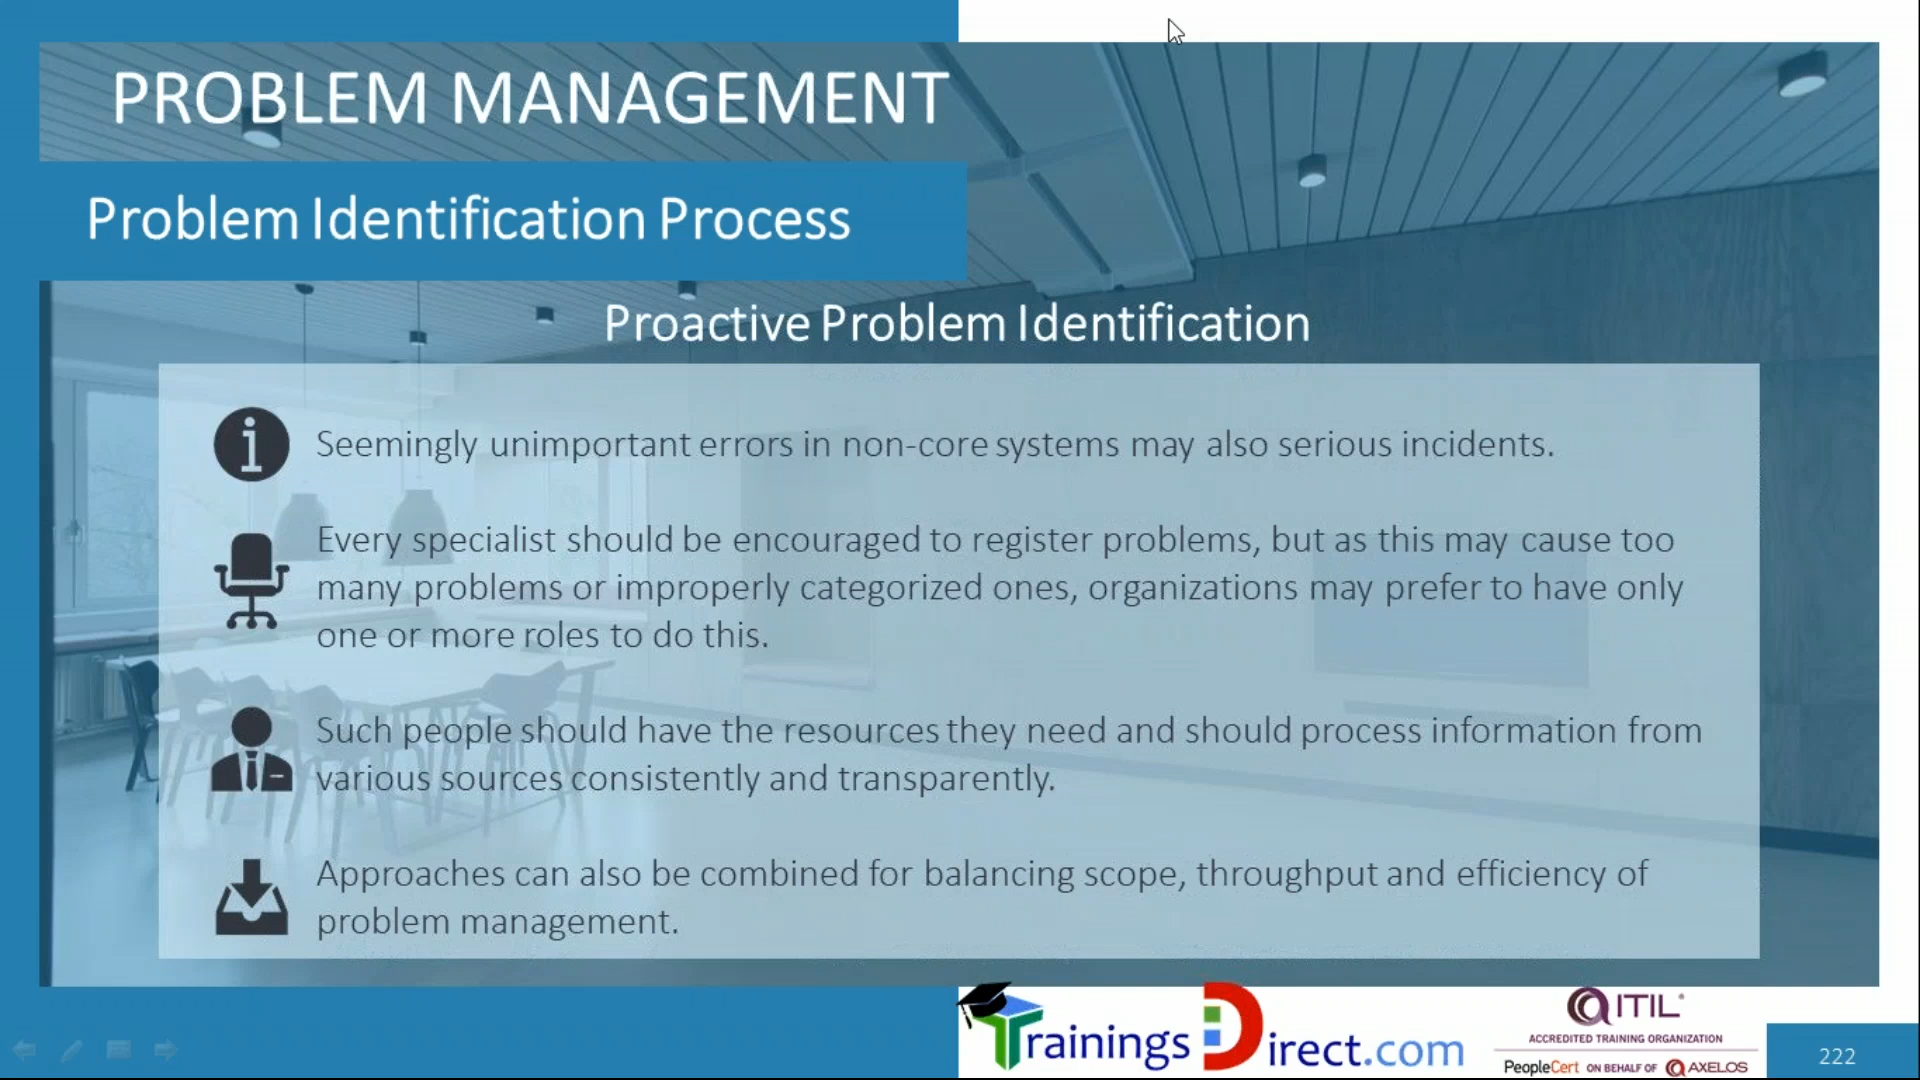 PROBLEM MANAGEMENT
Problem Identification Process
Proactive Problem Identification
Seemingly unimportant errors in non-core systems may also serious incidents.
Every specialist should be encouraged to register problems, but as this may cause too
many problems or improperly categorized ones, organizations may prefer to have only
one or more roles to do this.
Such people should have the resources they need and should process information from
various sources consistently and transparently.
Approaches can also be combined for balancing scope, throughput and efficiency of
problem management.
TrainingsDirect.com
ITIL®
ACCREDITED TRAINING ORGANIZATION
PeopleCert ON BEHALF OF AXELOS
222